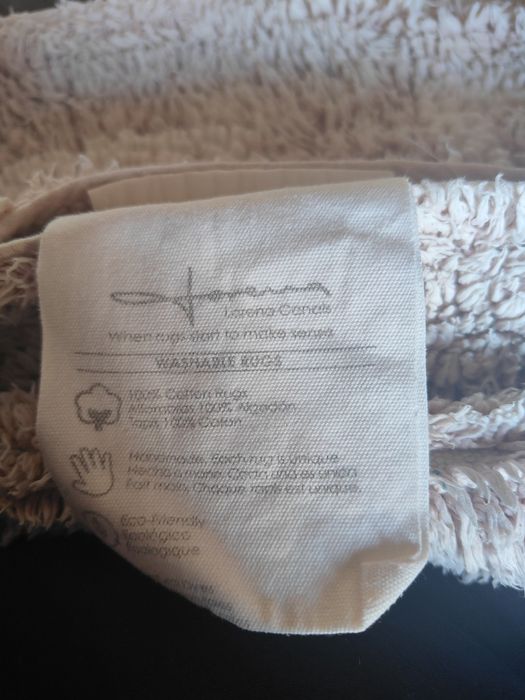 Lorena
Lorena Canals
When rugs start to make sense
WASHABLE RUGS
100% Cotton Rugs
Alfombras 100% Algodón
Tapis 100% Coton
Handmade. Each rug is unique
Hecho a mano. Cada una es única
Fait main. Chaque tapis est unique.
Eco-friendly
Ecológico
Écologique